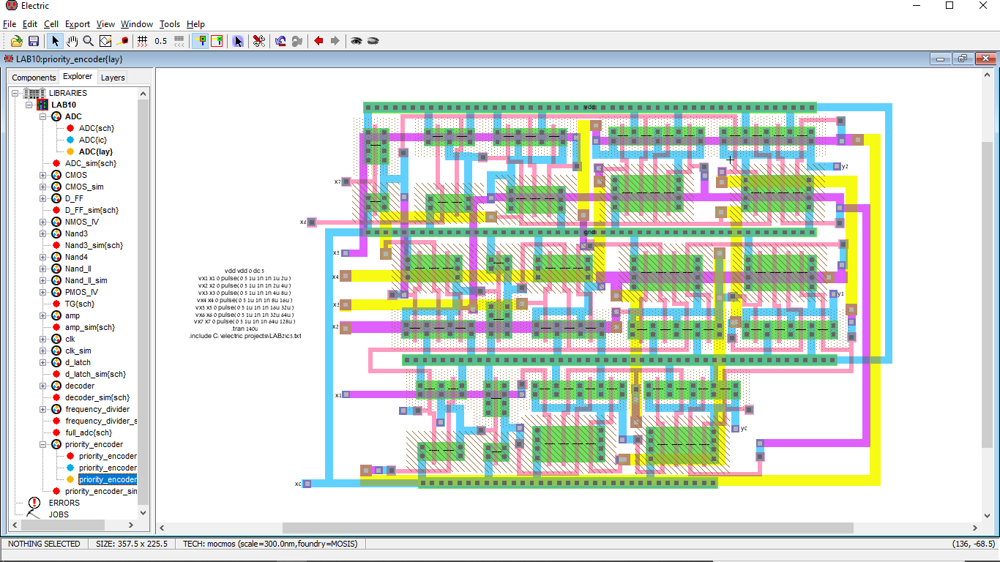 Electric
File Edit Cell Export View Window Tools Help
0.5
LAB10:priority_encoder{lay}
Components Explorer Layers
LIBRARIES
LAB10
ADC
ADC{sch}
ADC{ic}
ADC{lay}
ADC_sim{sch}
CMOS
CMOS_sim
D_FF
D_FF_sim{sch}
NMOS_IV
Nand3
Nand3_sim{sch}
Nand4
Nand_II
Nand_II_sim
PMOS_IV
TG{sch}
amp
amp_sim{sch}
clk
clk_sim
d_latch
d_latch_sim{sch}
decoder
decoder_sim{sch}
frequency_divider
frequency_divider_s
full_adc{sch}
priority_encoder
priority_encoder
priority_encoder
priority_encoder
priority_encoder_sim
ERRORS
JOBS
vdd
y2
x7
x6
gnd
x5
x4
y1
x3
x2
x1
y0
x0
vdd vdd 0 dc 5
vx1 x1 0 pulse( 0 5 1u 1n 1n 1u 2u )
vx2 x2 0 pulse( 0 5 1u 1n 1n 2u 4u )
vx3 x3 0 pulse( 0 5 1u 1n 1n 4u 8u )
vx4 x4 0 pulse( 0 5 1u 1n 1n 8u 16u )
vx5 x5 0 pulse( 0 5 1u 1n 1n 16u 32u )
vx6 x6 0 pulse( 0 5 1u 1n 1n 32u 64u )
vx7 x7 0 pulse( 0 5 1u 1n 1n 64u 128u )
.tran 140u
.include C:\electric projects\LAB2\C5.txt
NOTHING SELECTED SIZE: 357.5 x 225.5 TECH: mocmos (scale=300.0nm,foundry=MOSIS) (136, -68.5)